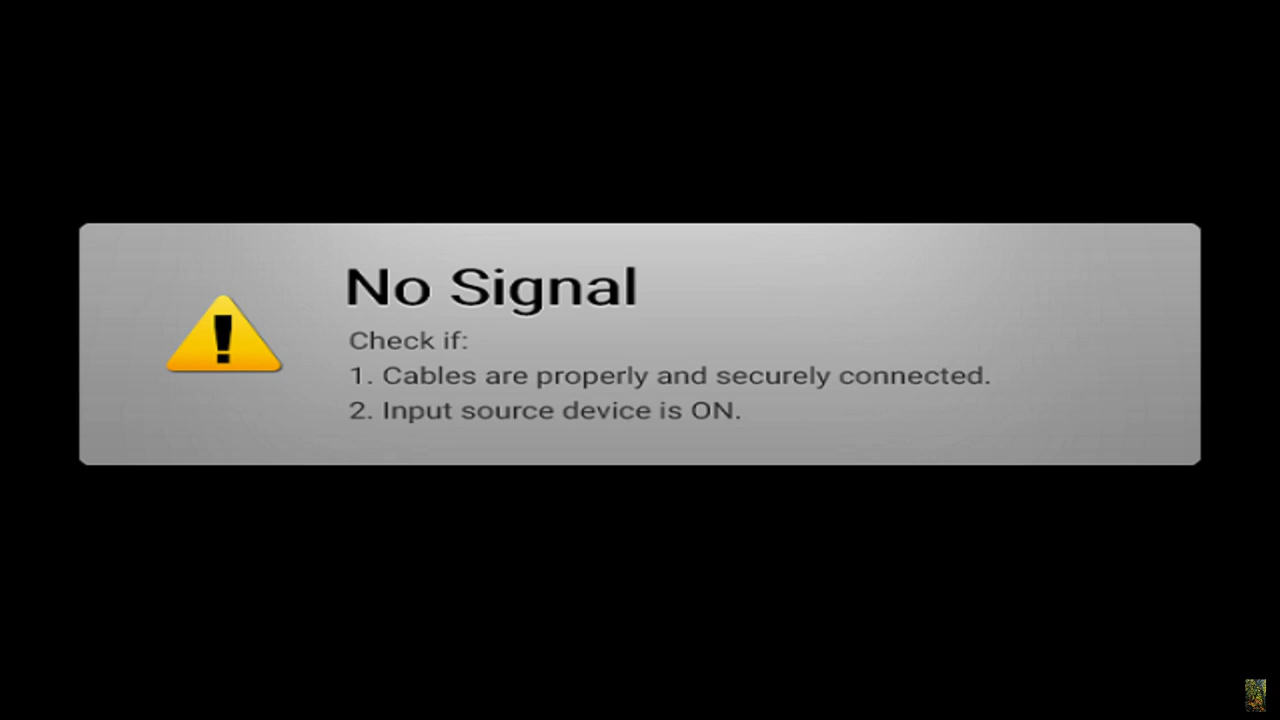 No Signal
Check if:
1. Cables are properly and securely connected.
2. Input source device is ON.